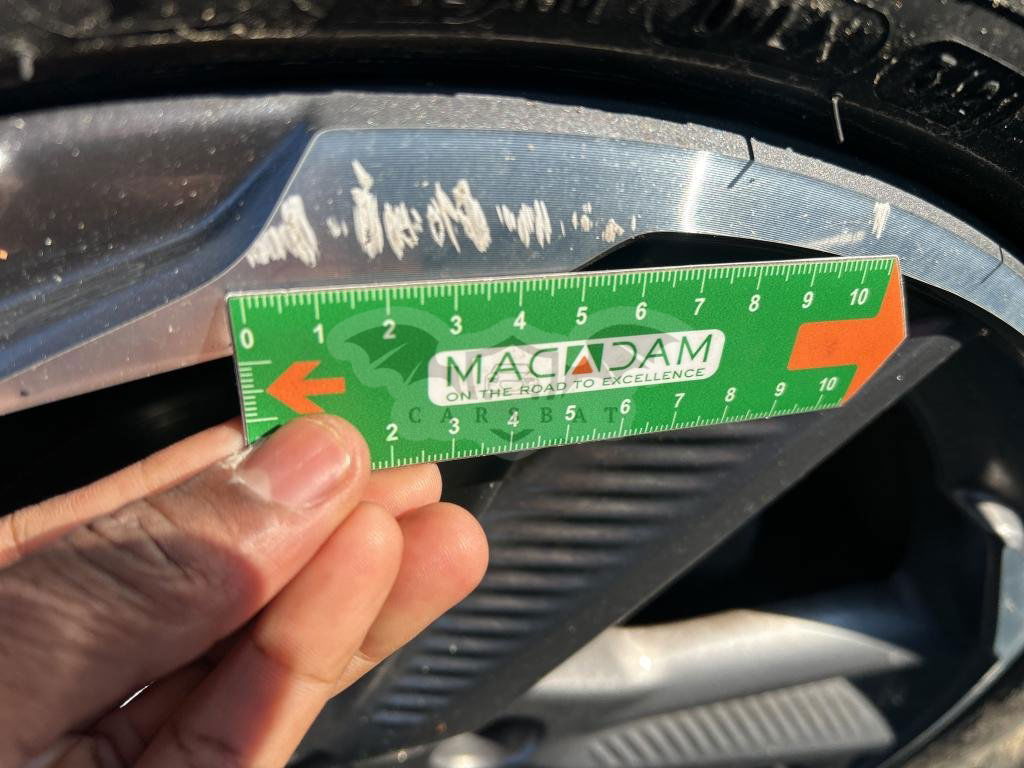 0 1 2 3 4 5 6 7 8 9 10
MACADAM
ON THE ROAD TO EXCELLENCE
CARSBAT
2 3 4 5 6 7 8 9 10